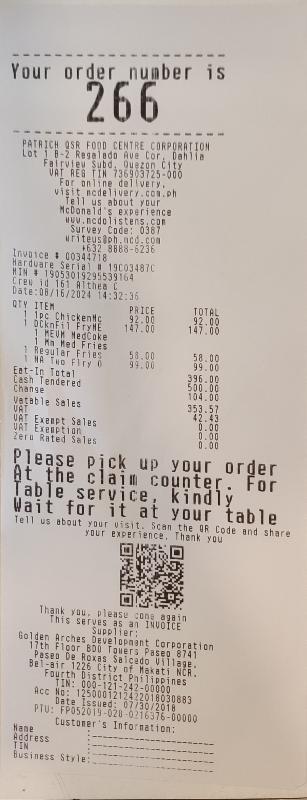 Your order number is
266
PATRICH QSR FOOD CENTRE CORPORATION
Lot 1 B-2 Regalado Ave Cor. Dahlia
Fairview Subd. Quezon City
VAT REG TIN 736903725-000
For online delivery,
visit mcdelivery.com.ph
Tell us about your
McDonald's experience
www.mcdolistens.com
Survey Code: 0387
writeus@ph.mcd.com
+632 8888-6236
Invoice # 00344718
Hardware Serial # 19C03487C
MIN # 19053019295539164
Crew id 161 Althea C
Date:08/16/2024 14:32:36
QTY ITEM PRICE TOTAL
1 1pc ChickenMc 92.00 92.00
1 DCknFil FryME 147.00 147.00
1 MEVM MedCoke
1 Mn Med Fries
1 Regular Fries 58.00 58.00
1 NA Two Flry O 99.00 99.00
Eat-In Total 396.00
Cash Tendered 500.00
Change 104.00
Vatable Sales 353.57
VAT 42.43
VAT Exempt Sales 0.00
VAT Exemption 0.00
Zero Rated Sales 0.00
Please pick up your order
At the claim counter. For
Table service, kindly
Wait for it at your table
Tell us about your visit. Scan the QR Code and share
your experience. Thank you
Thank you, please come again
This serves as an INVOICE
Supplier:
Golden Arches Development Corporation
17th Floor BDO Towers Paseo 8741
Paseo De Roxas Salcedo Village,
Bel-air 1226 City of Makati NCR,
Fourth District Philippines
TIN: 000-121-242-00000
Acc No: 1250001212422018030883
Date Issued: 07/30/2018
PTU: FP052019-028-0216376-00000
Customer's Information:
Name :
Address :
TIN :
Business Style: